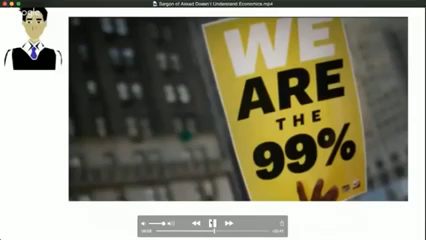 Sargon of Akkad Doesn't Understand Economics.mp4
WE
ARE
THE
99%